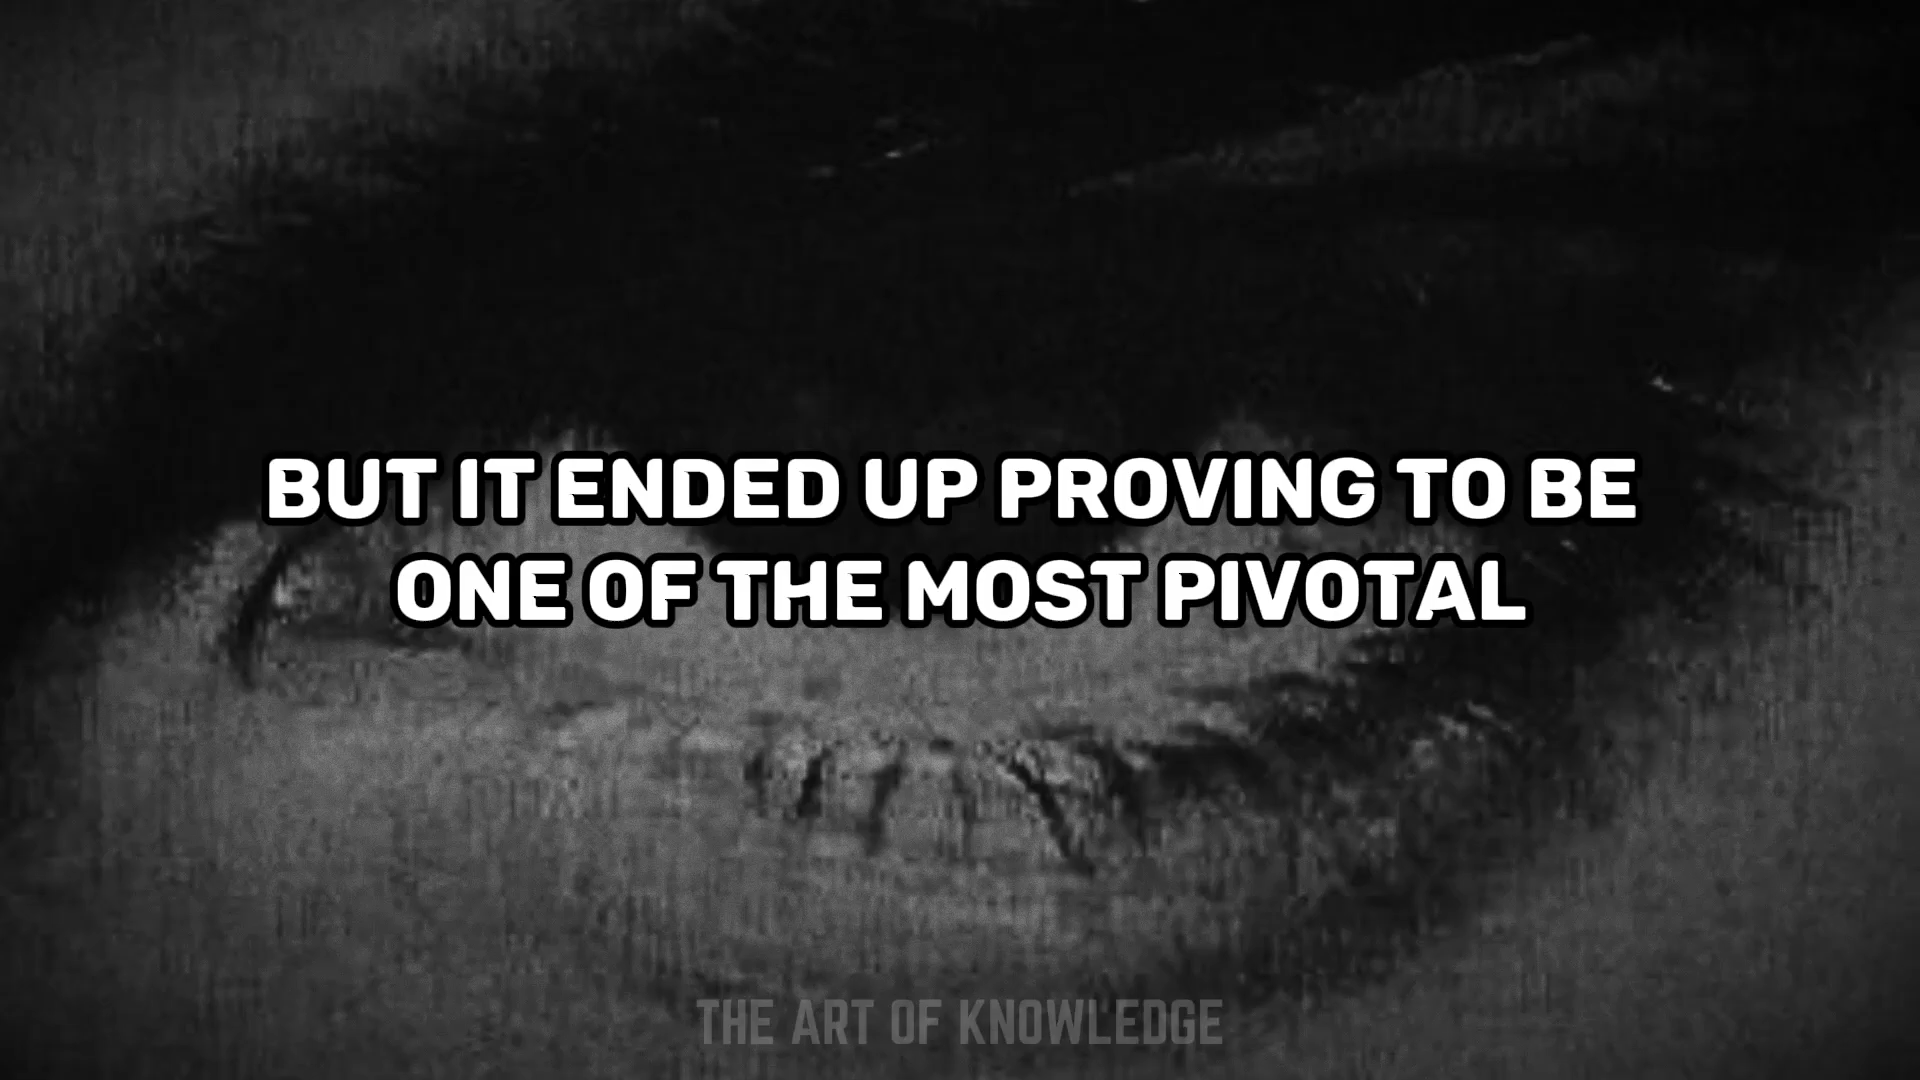 BUT IT ENDED UP PROVING TO BE
ONE OF THE MOST PIVOTAL
THE ART OF KNOWLEDGE